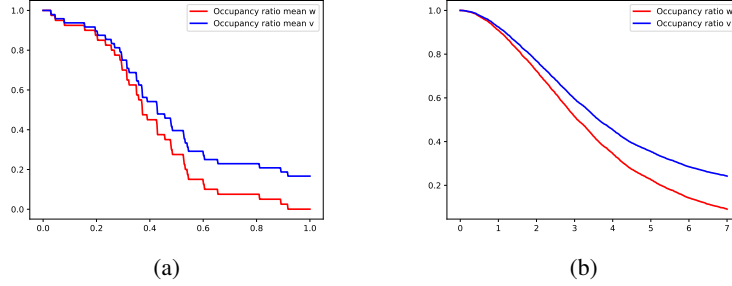 Occupancy ratio mean w
Occupancy ratio mean v
1.0
0.8
0.6
0.4
0.2
0.0
0.0 0.2 0.4 0.6 0.8 1.0
(a)
Occupancy ratio w
Occupancy ratio v
1.0
0.8
0.6
0.4
0.2
0 1 2 3 4 5 6 7
(b)